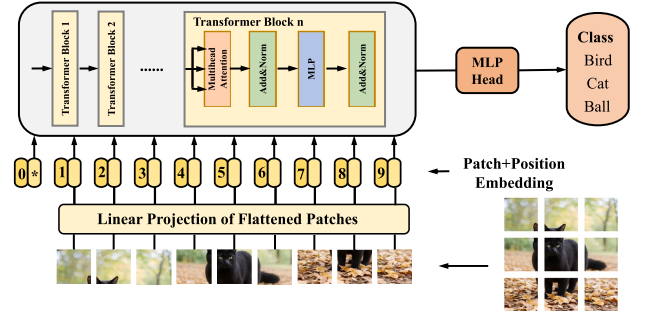 Transformer Block n
Transformer Block 1
Transformer Block 2
......
Multihead
Attention
Add&Norm
MLP
Add&Norm
MLP
Head
Class
Bird
Cat
Ball
0 * 1 2 3 4 5 6 7 8 9
Patch+Position
Embedding
Linear Projection of Flattened Patches